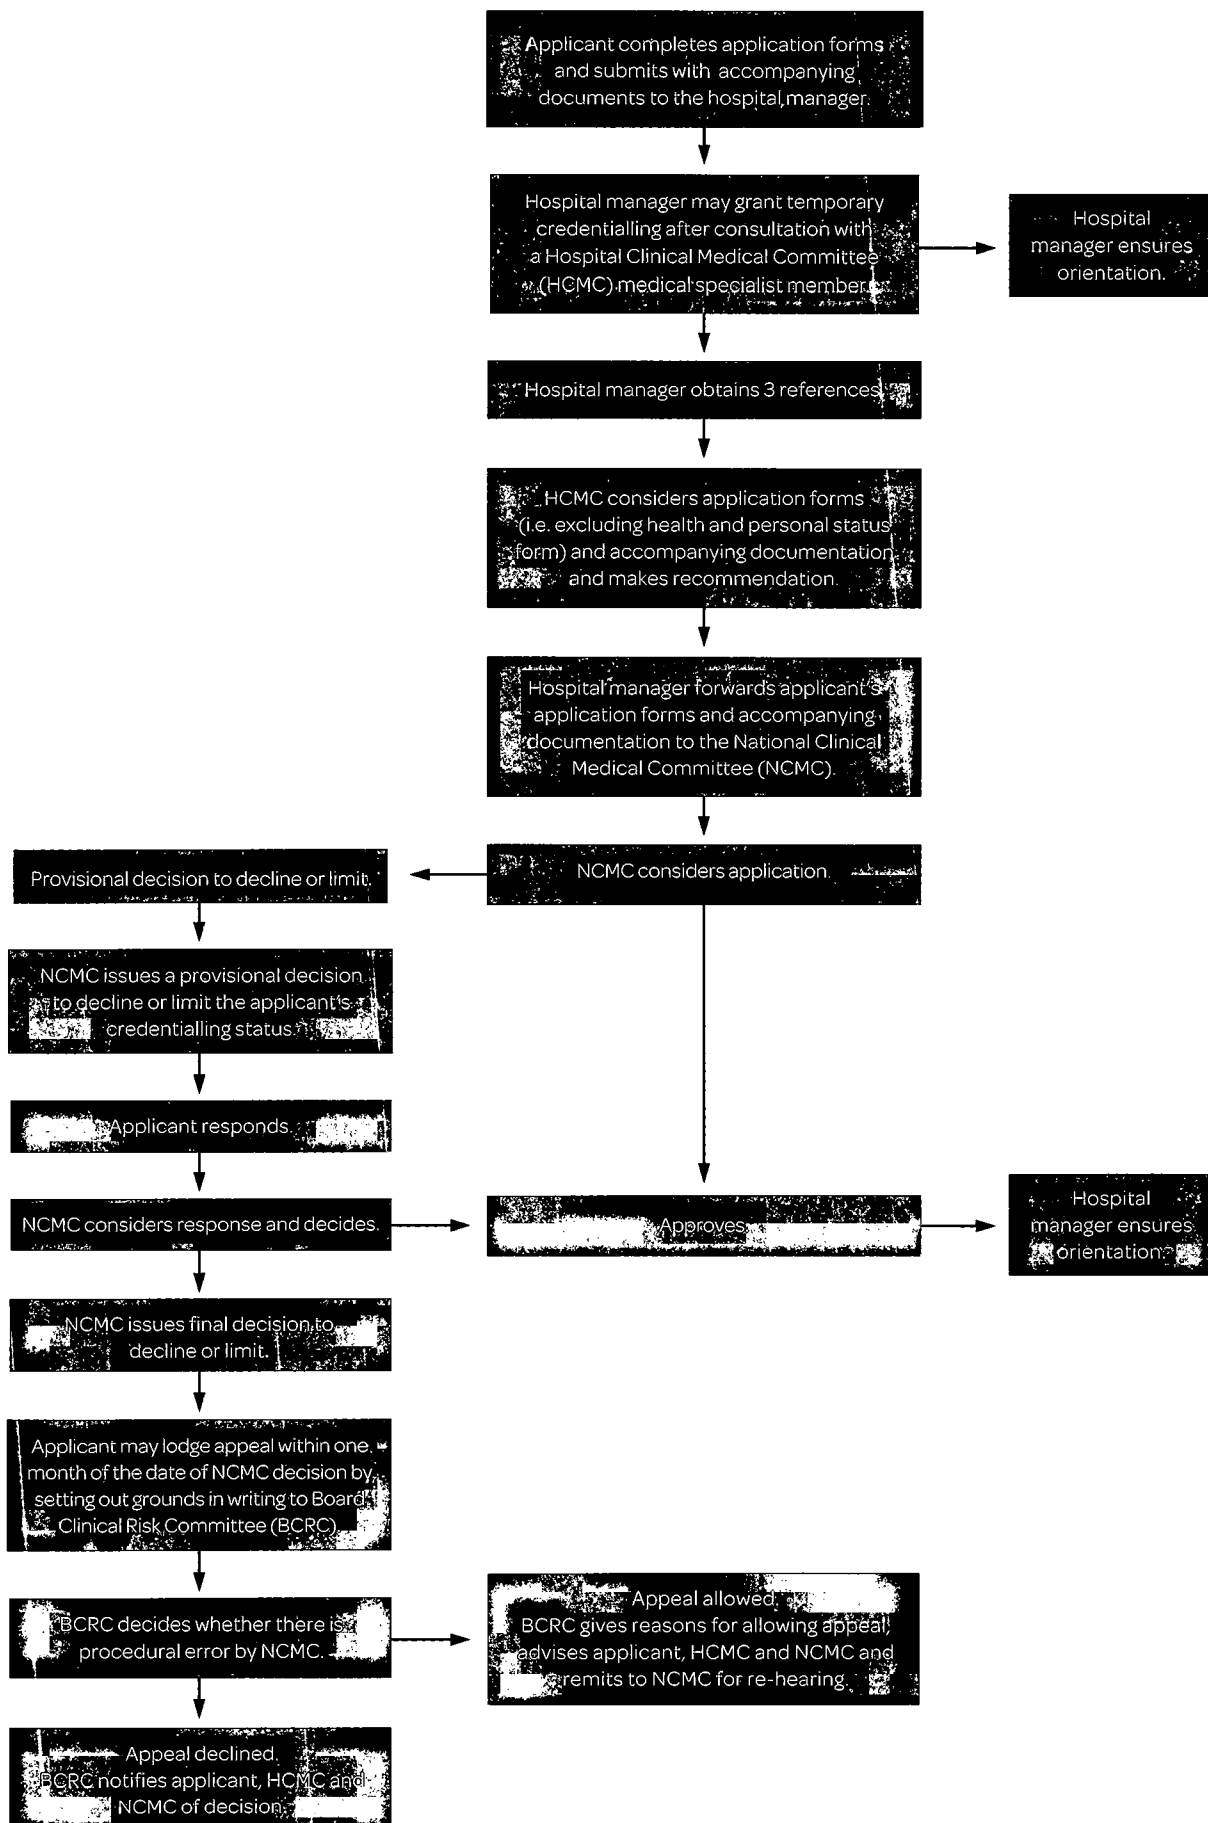 Applicant completes application forms
and submits with accompanying
documents to the hospital manager.
Hospital manager may grant temporary
credentialling after consultation with
a Hospital Clinical Medical Committee
(HCMC) medical specialist member.
Hospital
manager ensures
orientation.
Hospital manager obtains 3 references
HCMC considers application forms
(i.e. excluding health and personal status
form) and accompanying documentation
and makes recommendation.
Hospital manager forwards applicant's
application forms and accompanying
documentation to the National Clinical
Medical Committee (NCMC).
NCMC considers application.
Provisional decision to decline or limit.
NCMC issues a provisional decision
to decline or limit the applicant's
credentialling status.
Applicant responds.
NCMC considers response and decides.
Approves
Hospital
manager ensures
orientation.
NCMC issues final decision to
decline or limit.
Applicant may lodge appeal within one
month of the date of NCMC decision by
setting out grounds in writing to Board
Clinical Risk Committee (BCRC)
BCRC decides whether there is
procedural error by NCMC.
Appeal allowed.
BCRC gives reasons for allowing appeal,
advises applicant, HCMC and NCMC and
remits to NCMC for re-hearing.
Appeal declined.
BCRC notifies applicant, HCMC and
NCMC of decision.